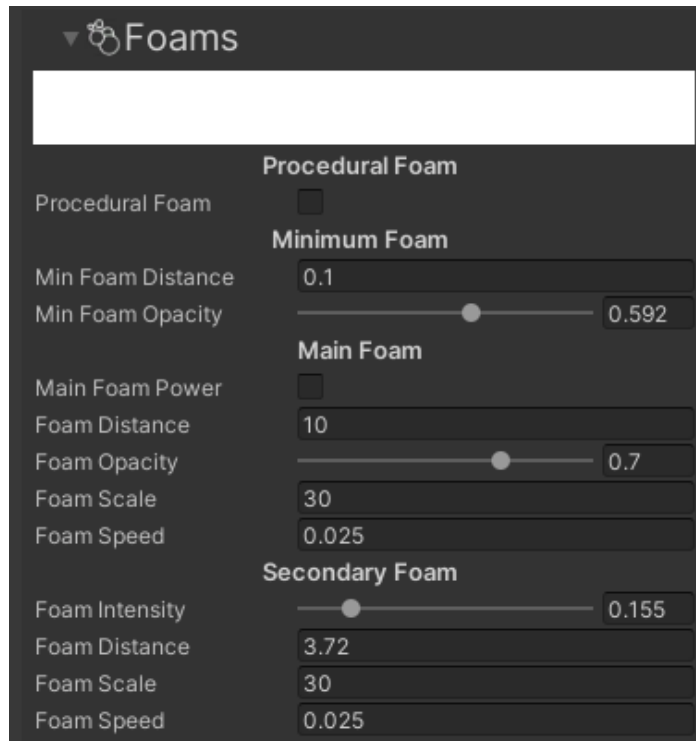 Foams
Procedural Foam
Procedural Foam
Minimum Foam
Min Foam Distance 0.1
Min Foam Opacity 0.592
Main Foam
Main Foam Power
Foam Distance 10
Foam Opacity 0.7
Foam Scale 30
Foam Speed 0.025
Secondary Foam
Foam Intensity 0.155
Foam Distance 3.72
Foam Scale 30
Foam Speed 0.025